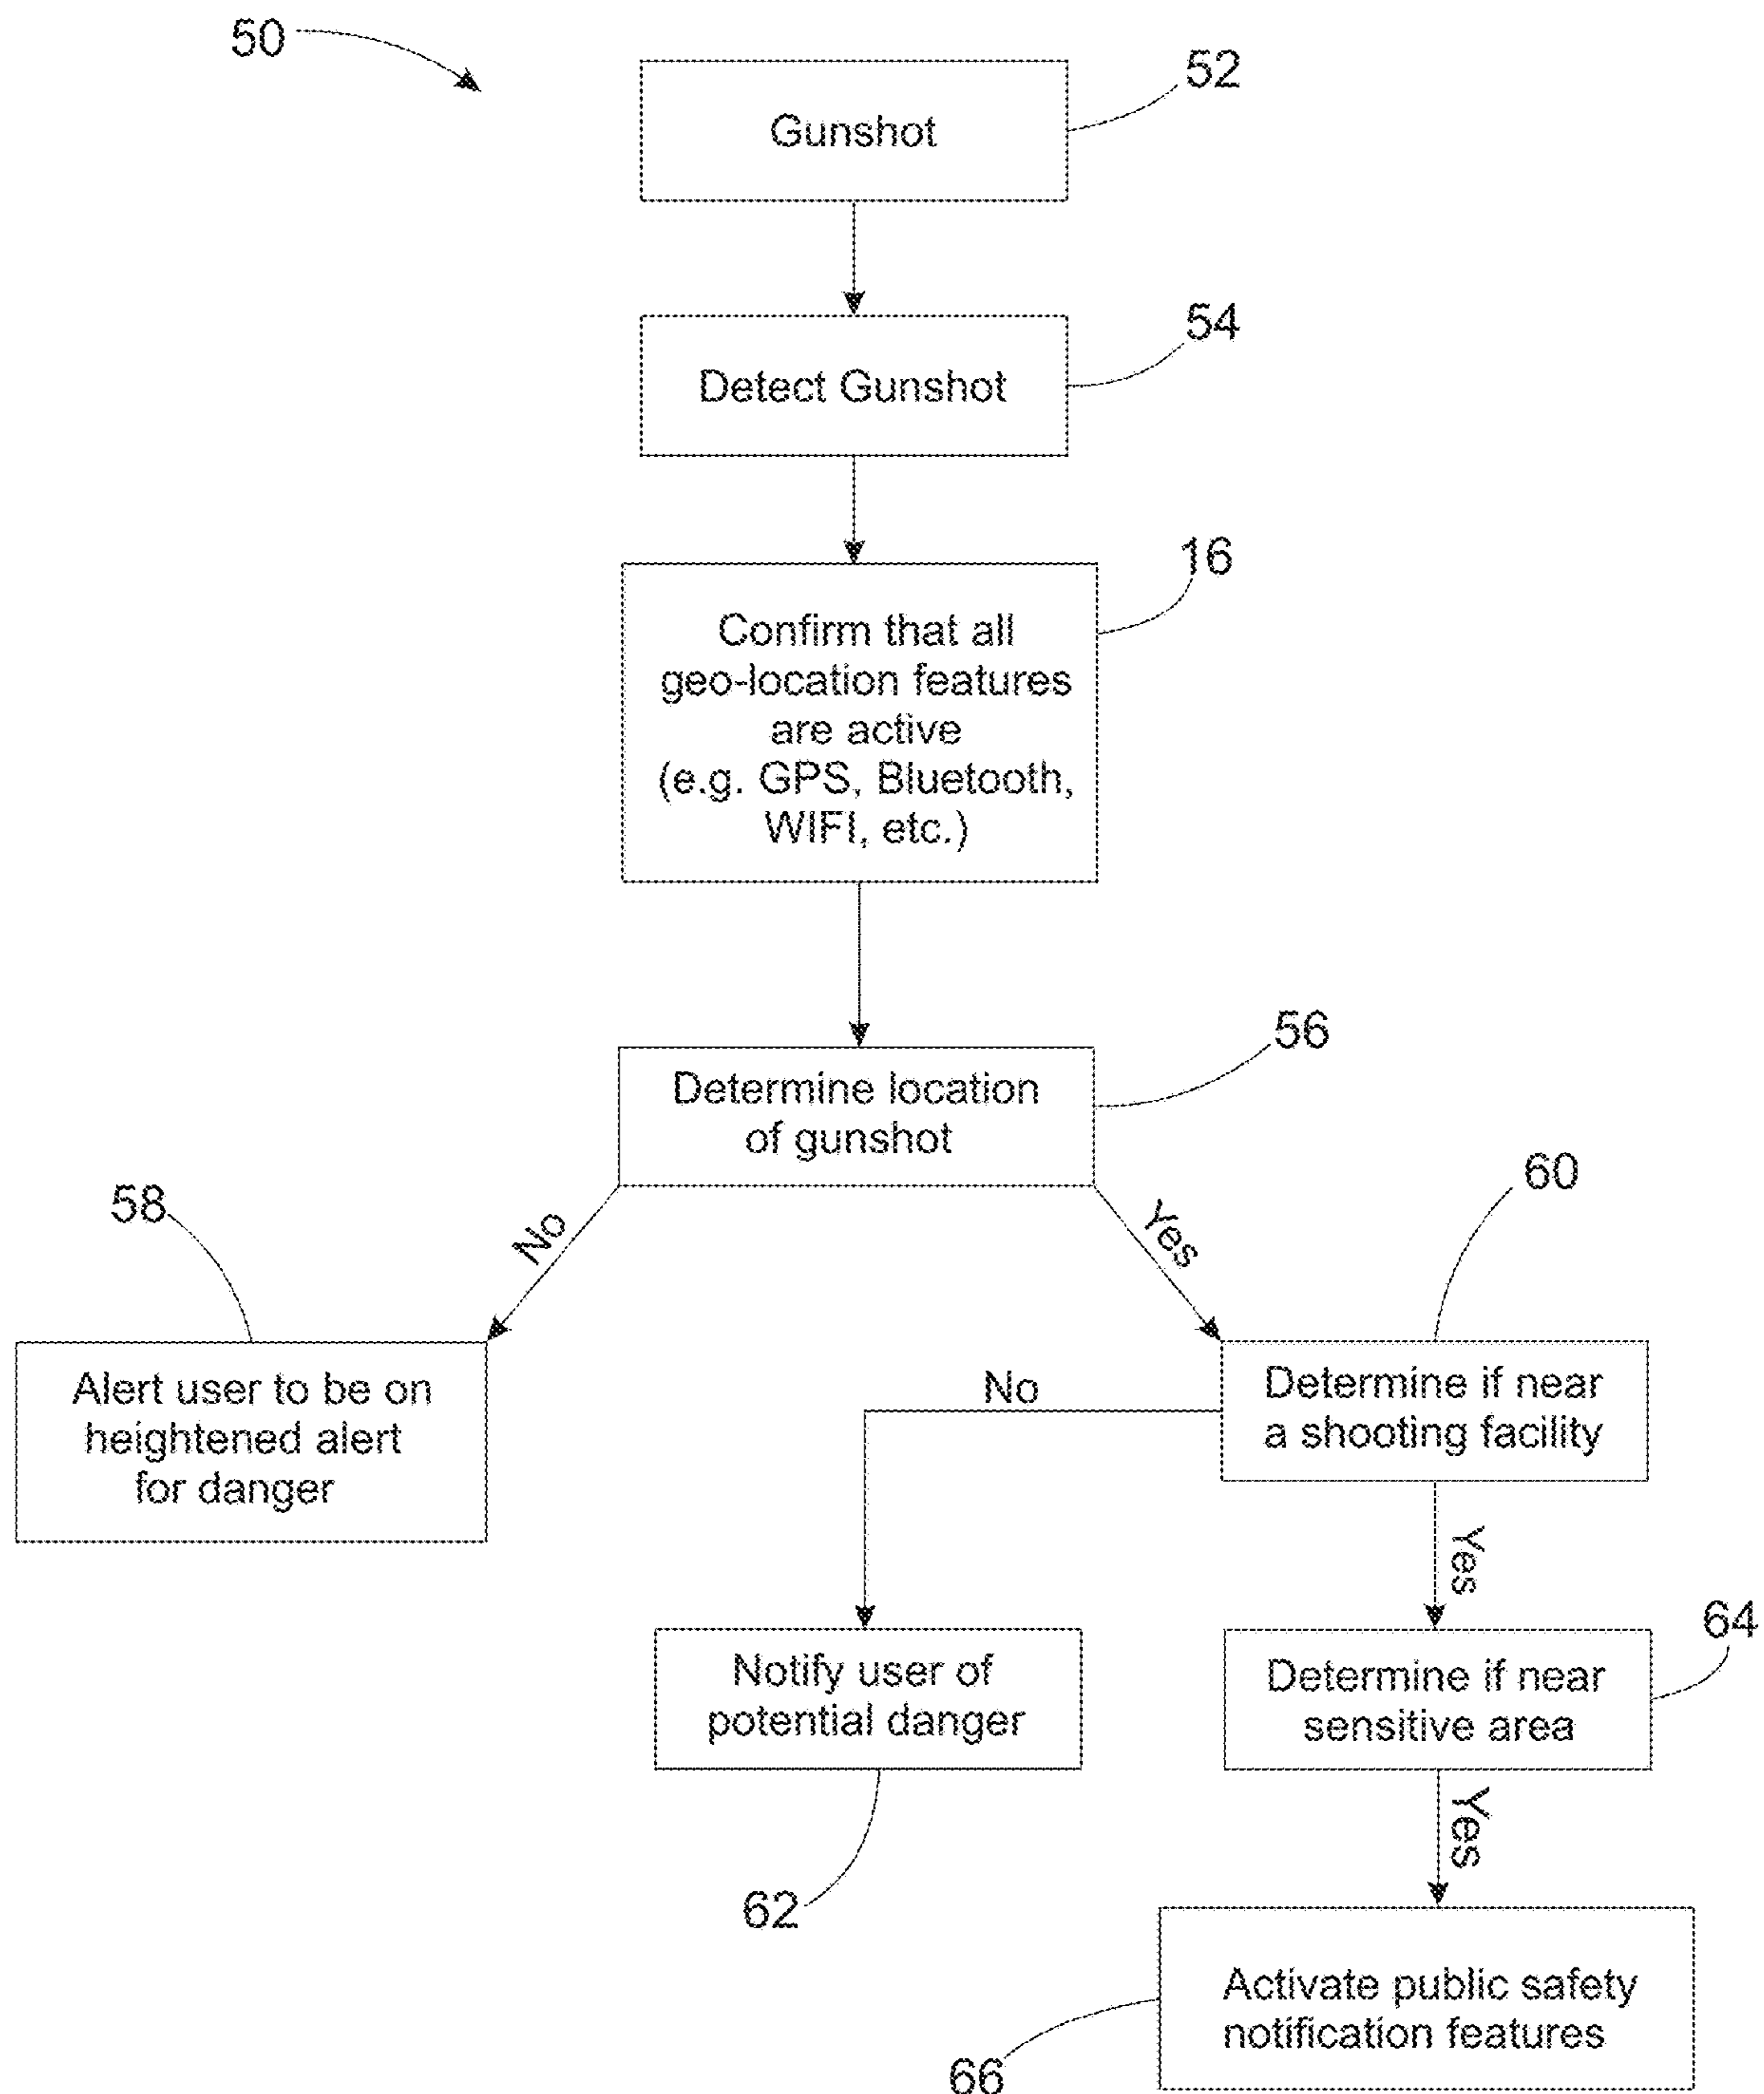 50
52
Gunshot
54
Detect Gunshot
16
Confirm that all
geo-location features
are active
(e.g. GPS, Bluetooth,
WIFI, etc.)
56
Determine location
of gunshot
No
Yes
58
60
Alert user to be on
heightened alert
for danger
No
Determine if near
a shooting facility
Yes
64
Notify user of
potential danger
Determine if near
sensitive area
62
Yes
Activate public safety
notification features
66